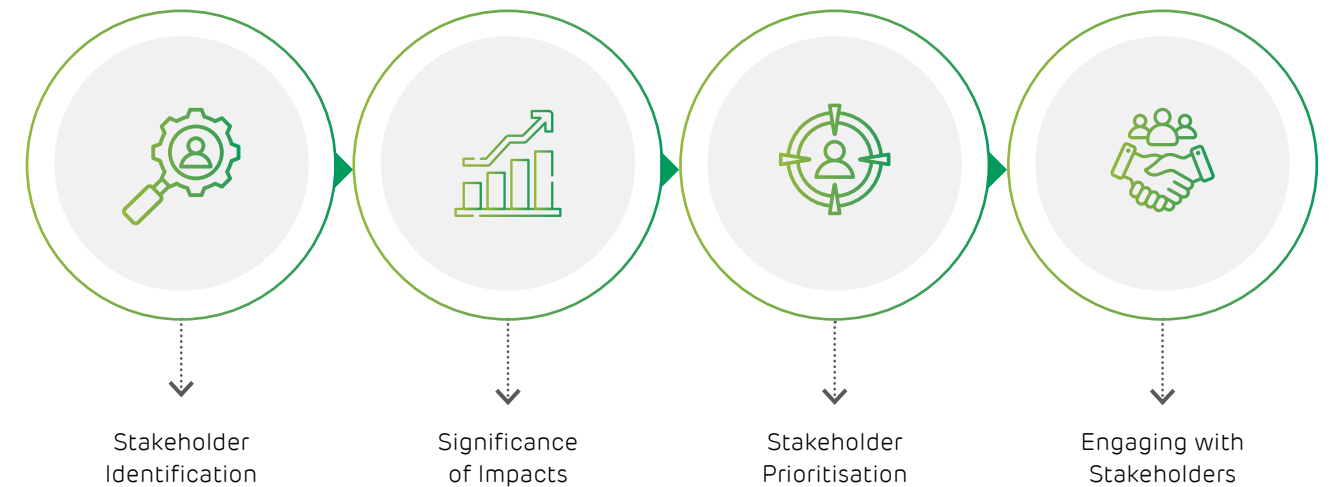 Stakeholder
Identification
Significance
of Impacts
Stakeholder
Prioritisation
Engaging with
Stakeholders